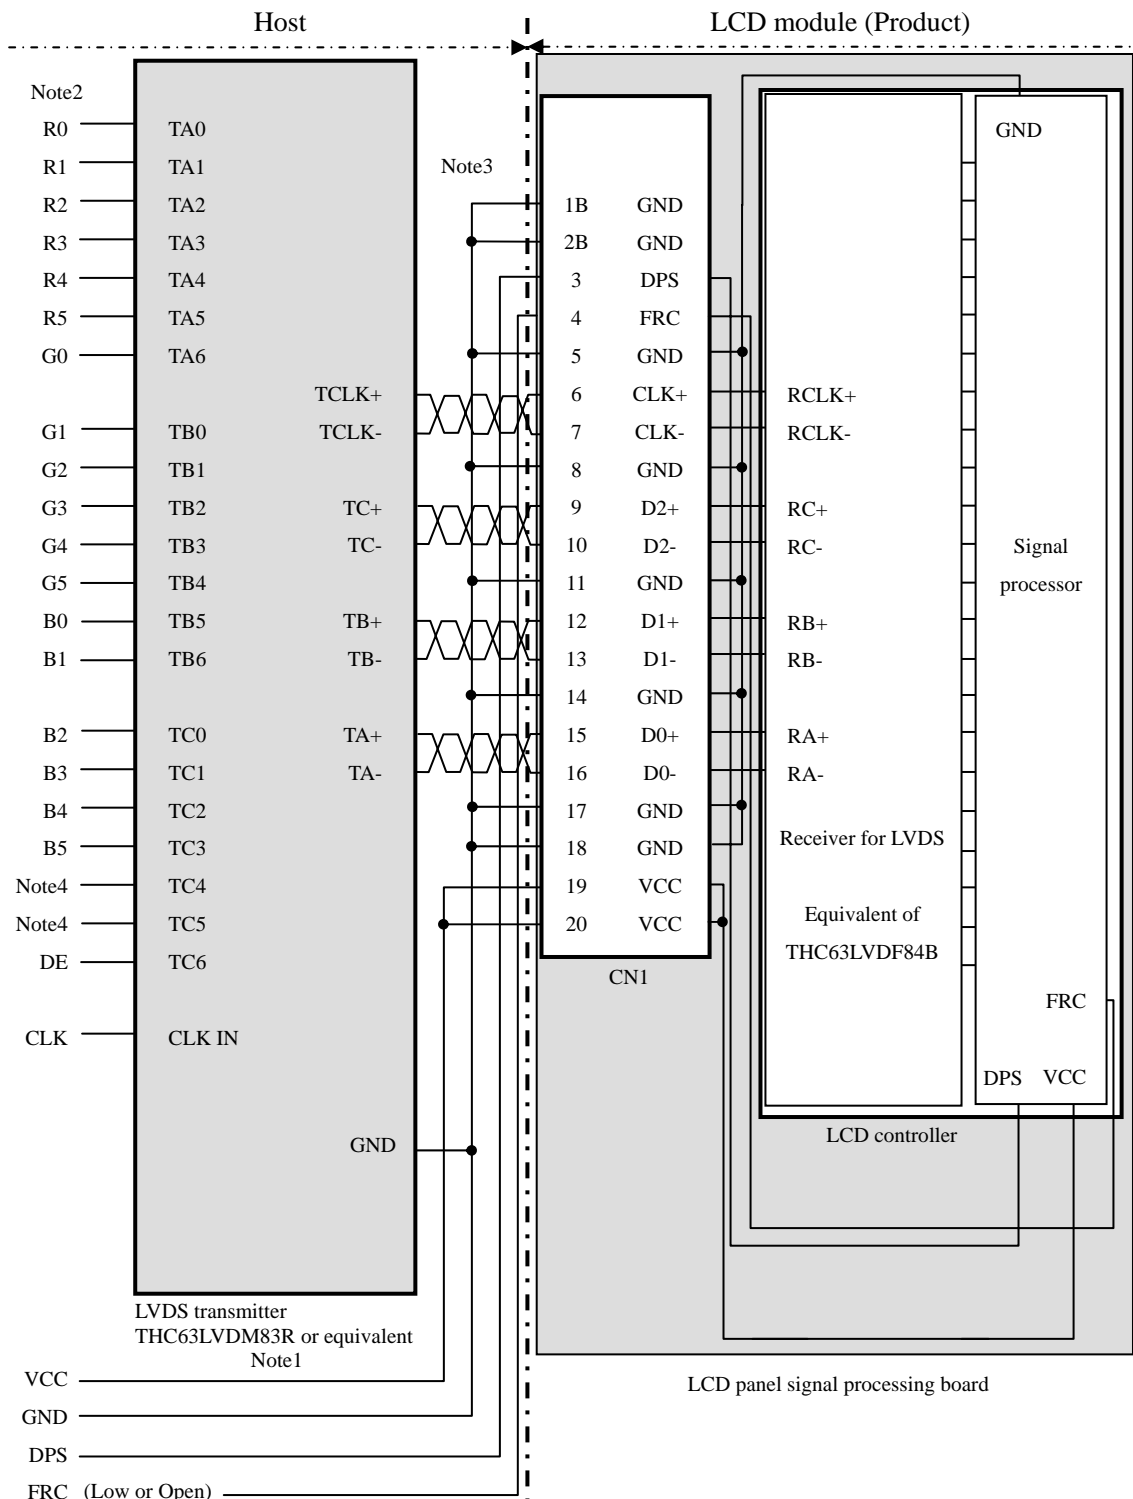 Host
LCD module (Product)
Note2
R0 TA0
R1 TA1
R2 TA2
R3 TA3
R4 TA4
R5 TA5
G0 TA6
TCLK+
G1 TB0 TCLK-
G2 TB1
G3 TB2 TC+
G4 TB3 TC-
G5 TB4
B0 TB5 TB+
B1 TB6 TB-
B2 TC0 TA+
B3 TC1 TA-
B4 TC2
B5 TC3
Note4 TC4
Note4 TC5
DE TC6
CLK CLK IN
GND
LVDS transmitter
THC63LVDM83R or equivalent
Note1
VCC
GND
DPS
FRC (Low or Open)
Note3
1B GND
2B GND
3 DPS
4 FRC
5 GND
6 CLK+
7 CLK-
8 GND
9 D2+
10 D2-
11 GND
12 D1+
13 D1-
14 GND
15 D0+
16 D0-
17 GND
18 GND
19 VCC
20 VCC
CN1
RCLK+
RCLK-
RC+
RC-
RB+
RB-
RA+
RA-
Receiver for LVDS
Equivalent of
THC63LVDF84B
GND
Signal
processor
FRC
DPS VCC
LCD controller
LCD panel signal processing board